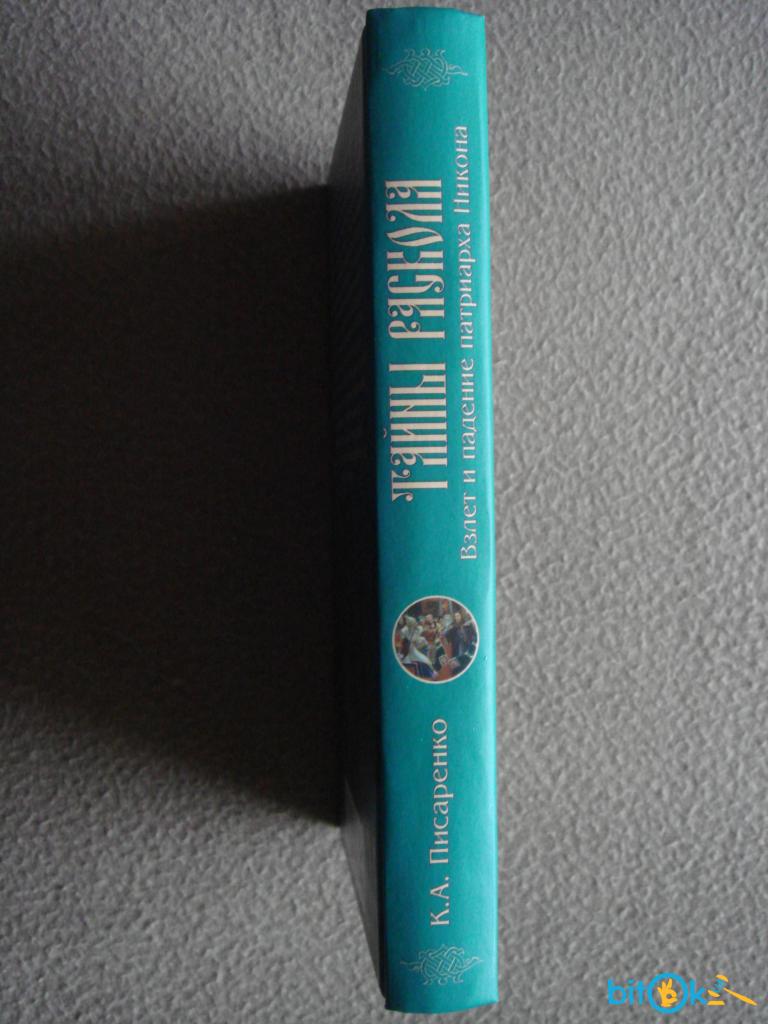 К.А. Писаренко
ТАЙНЫ РАСКОЛА
Взлет и падение патриарха Никона
bitOk